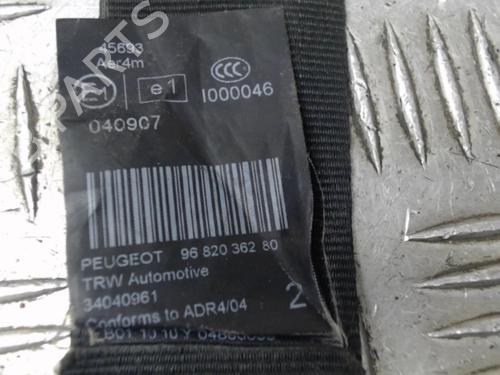 45693
Aer4m
e1
CCC
I000046
040907
PEUGEOT 96 820 362 80
TRW Automotive
34040961
Conforms to ADR4/04
2
PARTS